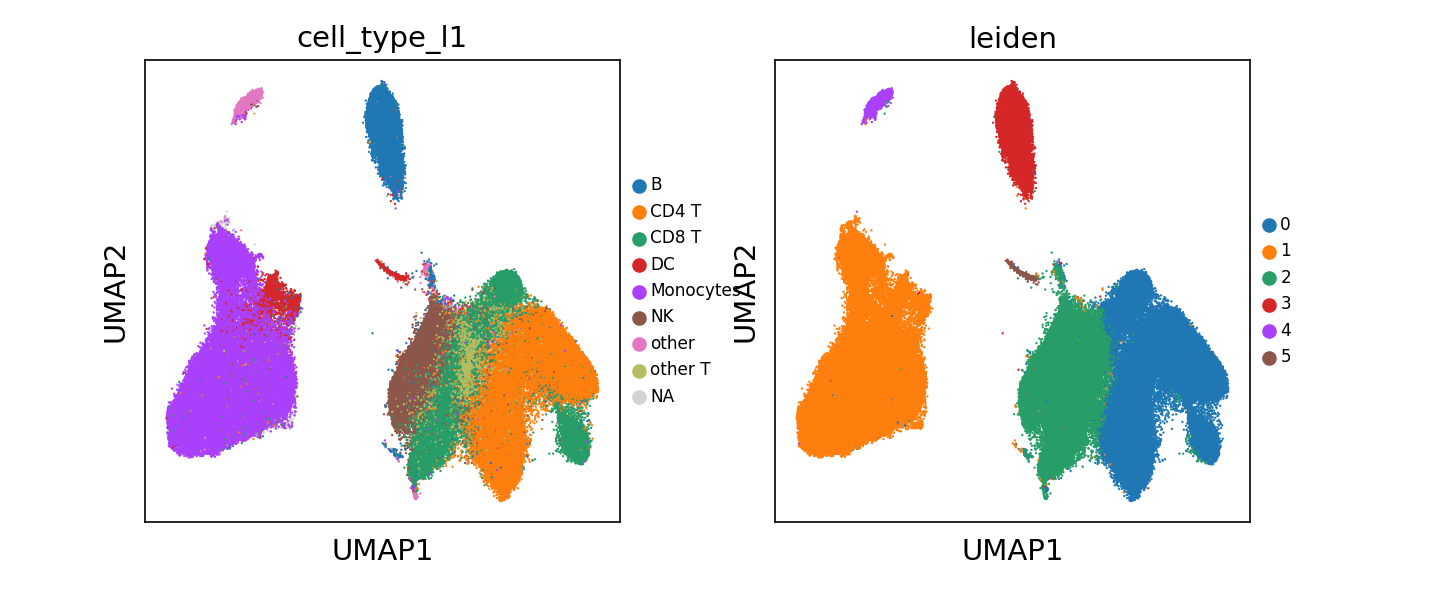 cell_type_l1
UMAP2
UMAP1
B
CD4 T
CD8 T
DC
Monocytes
NK
other
other T
NA
leiden
UMAP2
UMAP1
0
1
2
3
4
5